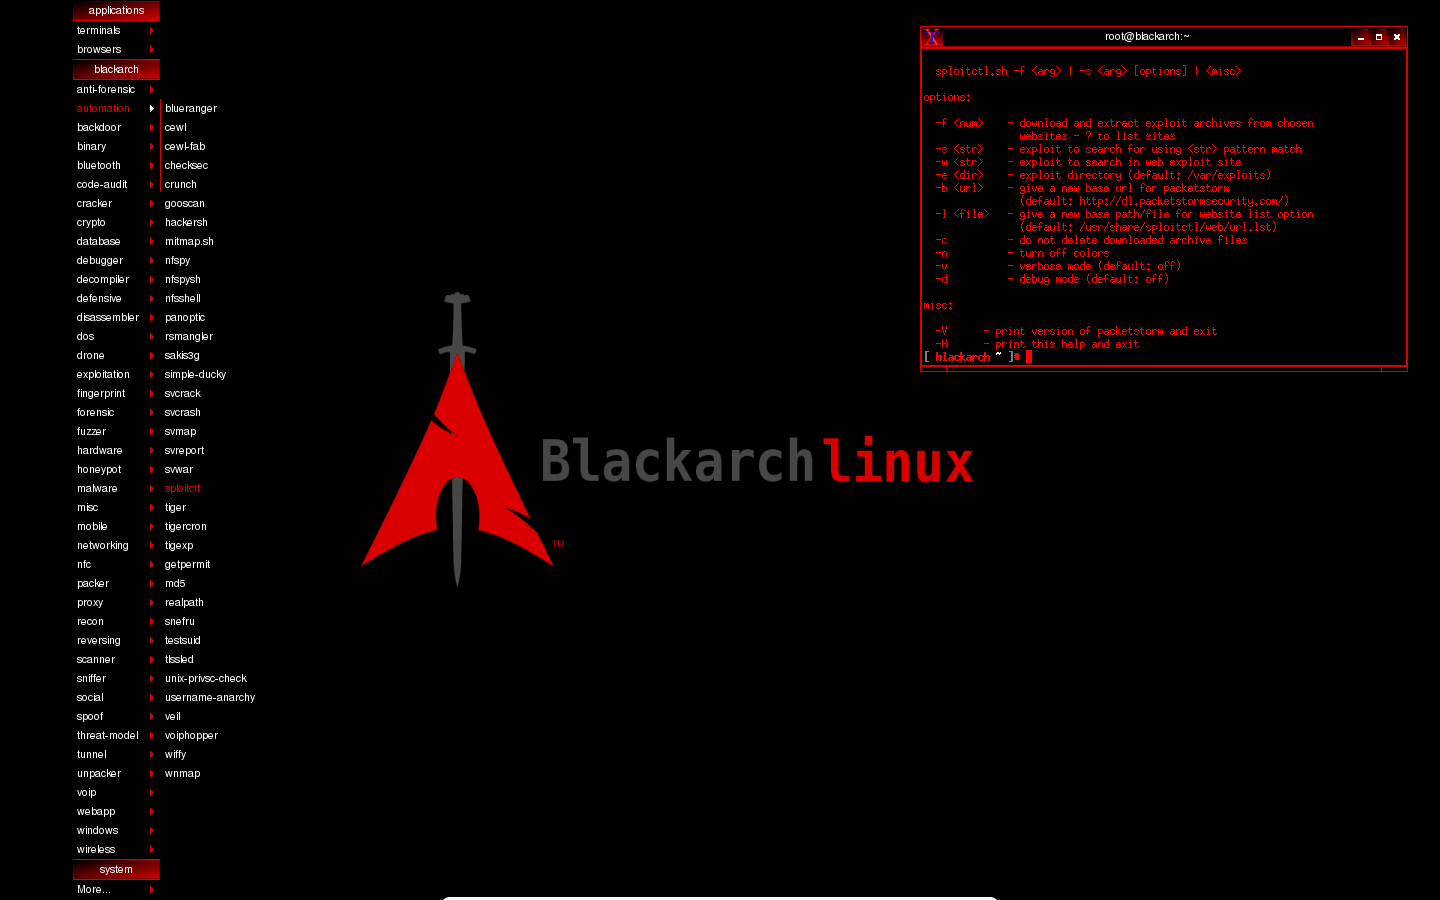 applications
terminals
browsers
blackarch
anti-forensic
automation
backdoor
binary
bluetooth
code-audit
cracker
crypto
database
debugger
decompiler
defensive
disassembler
dos
drone
exploitation
fingerprint
forensic
fuzzer
hardware
honeypot
malware
misc
mobile
networking
nfc
packer
proxy
recon
reversing
scanner
sniffer
social
spoof
threat-model
tunnel
unpacker
voip
webapp
windows
wireless
system
More...
blueranger
cewl
cewl-fab
checksec
crunch
gooscan
hackersh
mitmap.sh
nfspy
nfspysh
nfsshell
panoptic
rsmangler
sakis3g
simple-ducky
svcrack
svcrash
svmap
svreport
svwar
sploitctl
tiger
tigercron
tigexp
getpermit
md5
realpath
snefru
testsuid
tlssled
unix-privsc-check
username-anarchy
veil
voiphopper
wiffy
wnmap
Blackarch linux
TM
root@blackarch:~
sploitctl.sh -f <arg> | -s <arg> [options] | <misc>
options:
-f <num> - download and extract exploit archives from chosen
websites - ? to list sites
-s <str> - exploit to search for using <str> pattern match
-w <str> - exploit to search in web exploit site
-e <dir> - exploit directory (default: /var/exploits)
-b <url> - give a new base url for packetstorm
(default: http://dl.packetstormsecurity.com/)
-l <file> - give a new base path/file for website list option
(default: /usr/share/sploitctl/web/url.lst)
-c - do not delete downloaded archive files
-n - turn off colors
-v - verbose mode (default: off)
-d - debug mode (default: off)
misc:
-V - print version of packetstorm and exit
-H - print this help and exit
[ blackarch ~ ]#